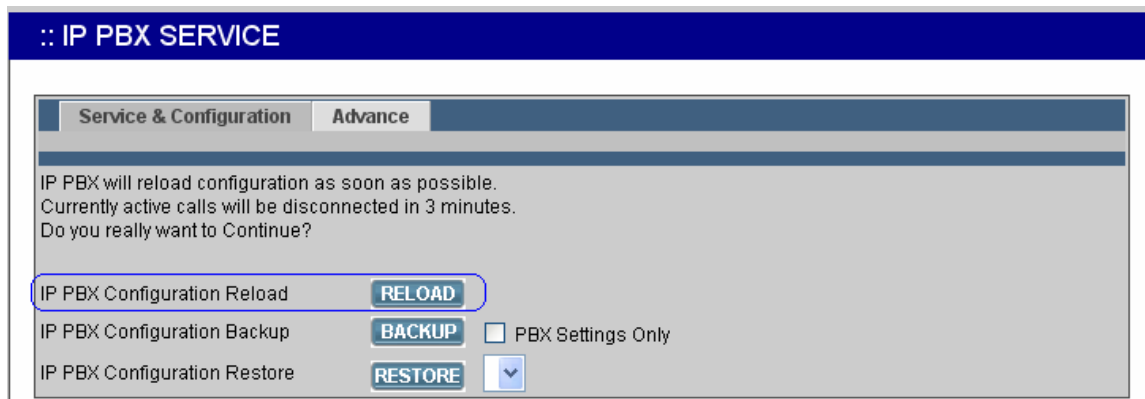 :: IP PBX SERVICE
Service & Configuration Advance
IP PBX will reload configuration as soon as possible.
Currently active calls will be disconnected in 3 minutes.
Do you really want to Continue?
IP PBX Configuration Reload RELOAD
IP PBX Configuration Backup BACKUP PBX Settings Only
IP PBX Configuration Restore RESTORE